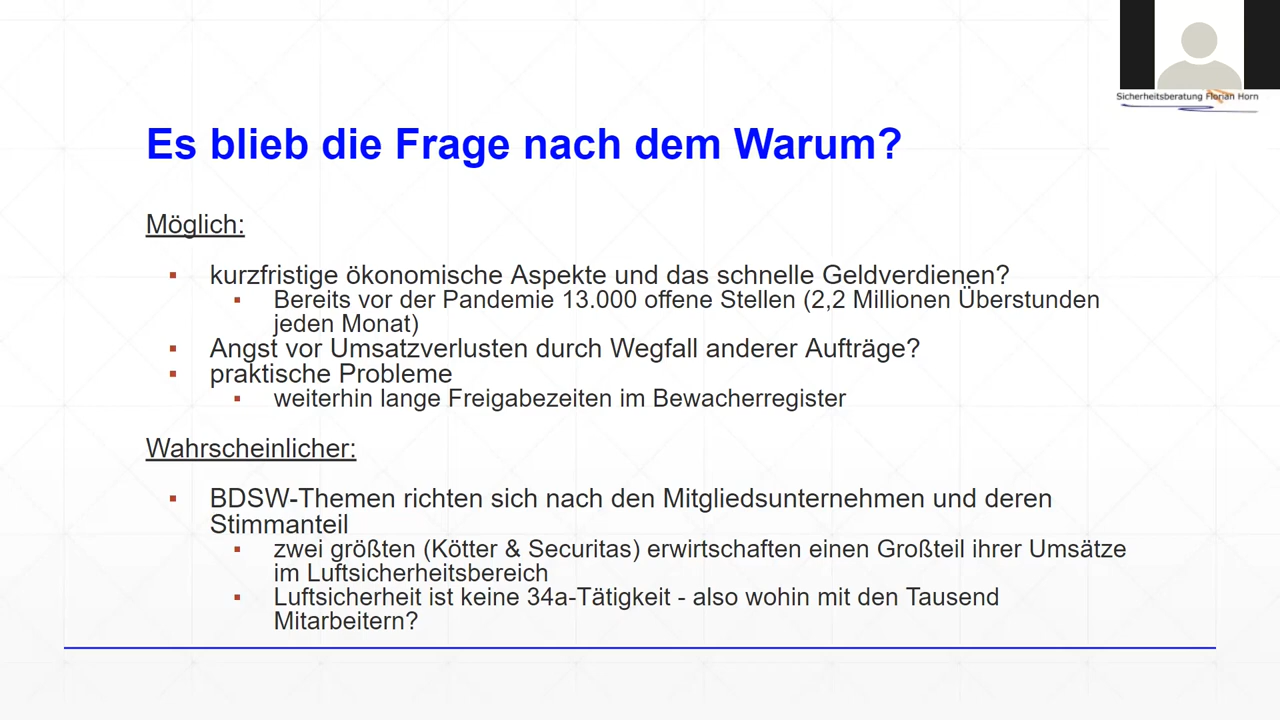 Sicherheitsberatung Florian Horn
Es blieb die Frage nach dem Warum?
Möglich:
kurzfristige ökonomische Aspekte und das schnelle Geldverdienen?
Bereits vor der Pandemie 13.000 offene Stellen (2,2 Millionen Überstunden
jeden Monat)
Angst vor Umsatzverlusten durch Wegfall anderer Aufträge?
praktische Probleme
weiterhin lange Freigabezeiten im Bewacherregister
Wahrscheinlicher:
BDSW-Themen richten sich nach den Mitgliedsunternehmen und deren
Stimmanteil
zwei größten (Kötter & Securitas) erwirtschaften einen Großteil ihrer Umsätze
im Luftsicherheitsbereich
Luftsicherheit ist keine 34a-Tätigkeit - also wohin mit den Tausend
Mitarbeitern?